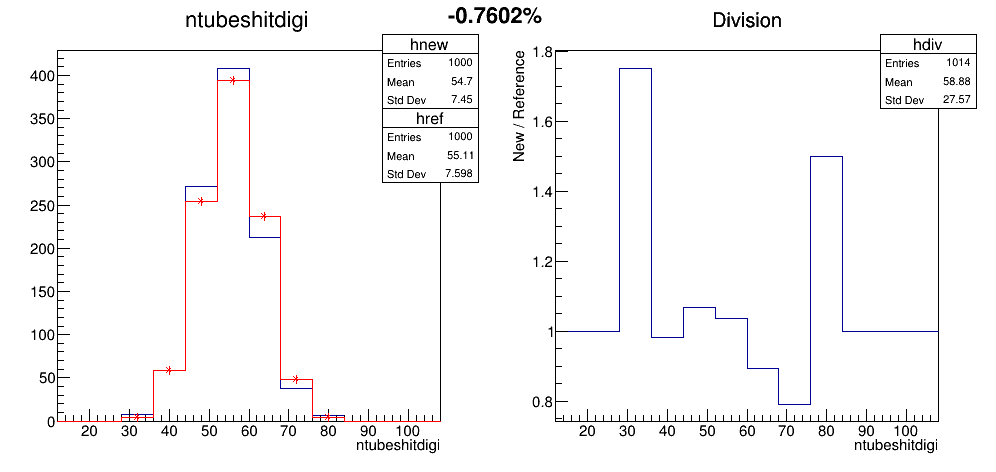 -0.7602%
ntubeshitdigi
hnew
Entries 1000
Mean 54.7
Std Dev 7.45
href
Entries 1000
Mean 55.11
Std Dev 7.598
400
350
300
250
200
150
100
50
0
20 30 40 50 60 70 80 90 100
ntubeshitdigi
Division
hdiv
Entries 1014
Mean 58.88
Std Dev 27.57
New / Reference
1.8
1.6
1.4
1.2
1
0.8
20 30 40 50 60 70 80 90 100
ntubeshitdigi